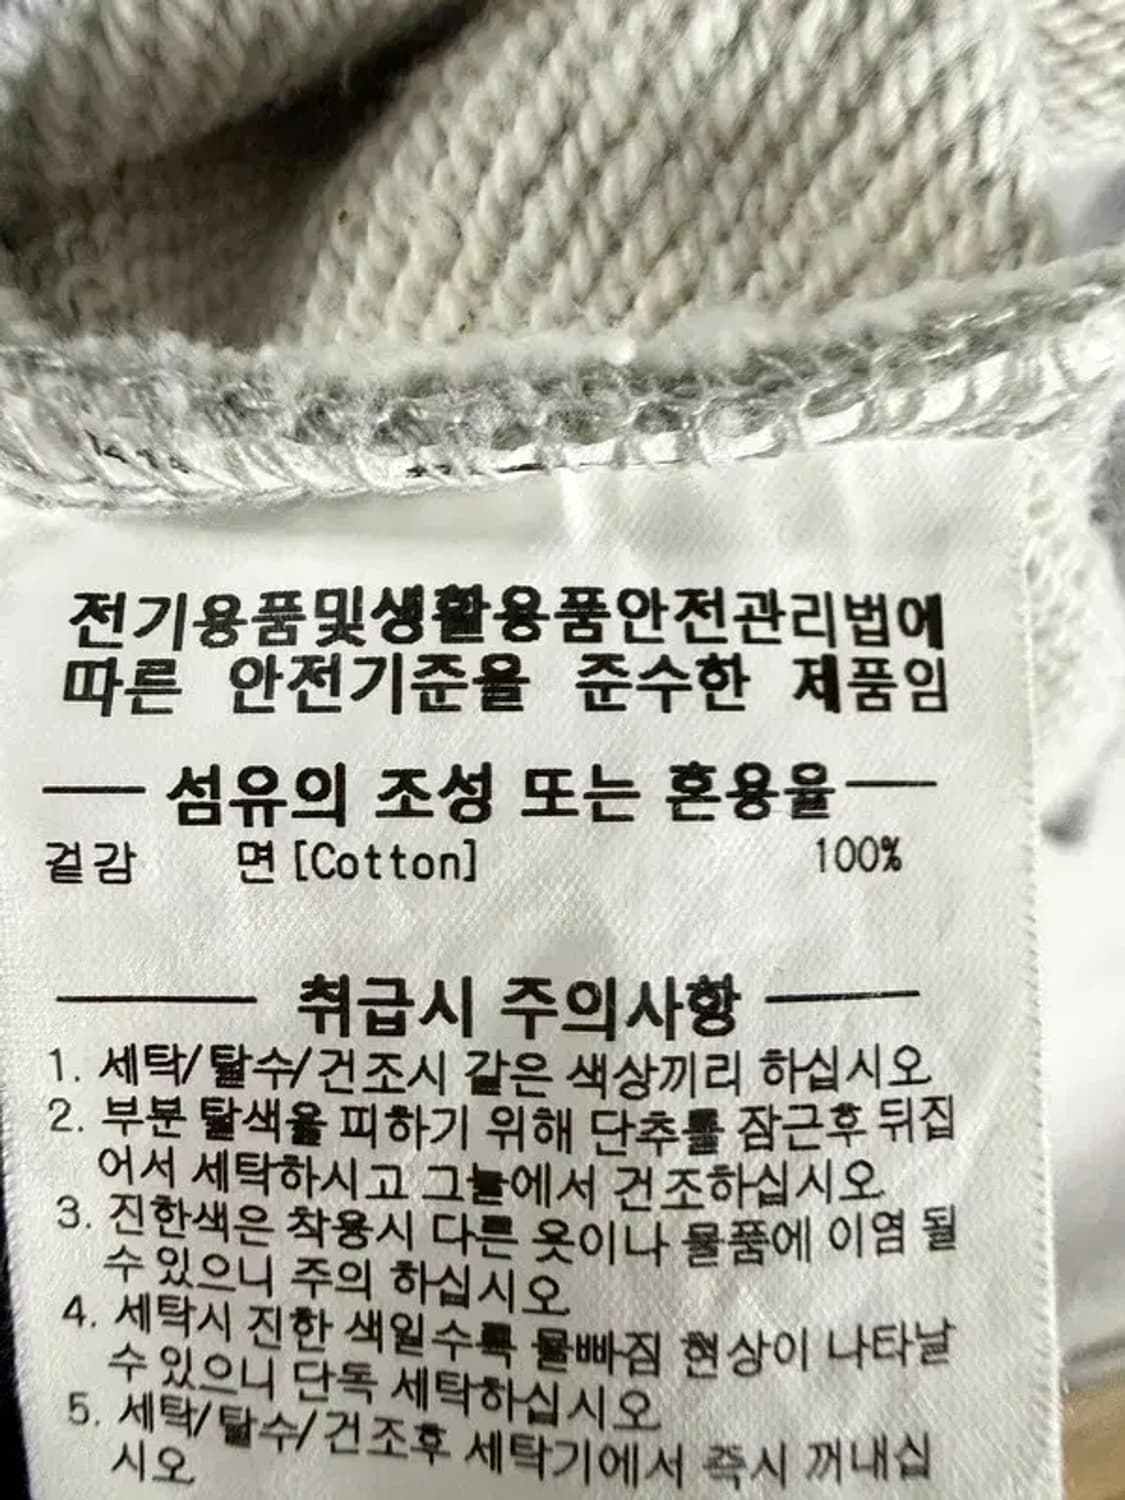 전기용품및생활용품안전관리법에
따른 안전기준을 준수한 제품임
섬유의 조성 또는 혼용율
겉감 면[Cotton] 100%
취급시 주의사항
1. 세탁/탈수/건조시 같은 색상끼리 하십시오
2. 부분 탈색을 피하기 위해 단추를 잠근후 뒤집
어서 세탁하시고 그늘에서 건조하십시오
3. 진한색은 착용시 다른 옷이나 물품에 이염 될
수 있으니 주의 하십시오
4. 세탁시 진한 색일수록 물빠짐 현상이 나타날
수 있으니 단독 세탁하십시오
5. 세탁/탈수/건조후 세탁기에서 즉시 꺼내십
시오